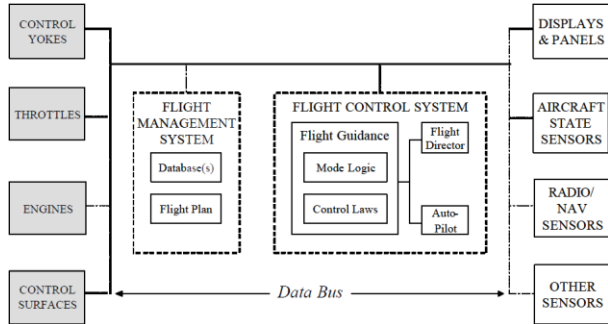 CONTROL
YOKES
THROTTLES
ENGINES
CONTROL
SURFACES
FLIGHT
MANAGEMENT
SYSTEM
Database(s)
Flight Plan
FLIGHT CONTROL SYSTEM
Flight Guidance
Mode Logic
Control Laws
Flight
Director
Auto-
Pilot
Data Bus
DISPLAYS
& PANELS
AIRCRAFT
STATE
SENSORS
RADIO/
NAV
SENSORS
OTHER
SENSORS